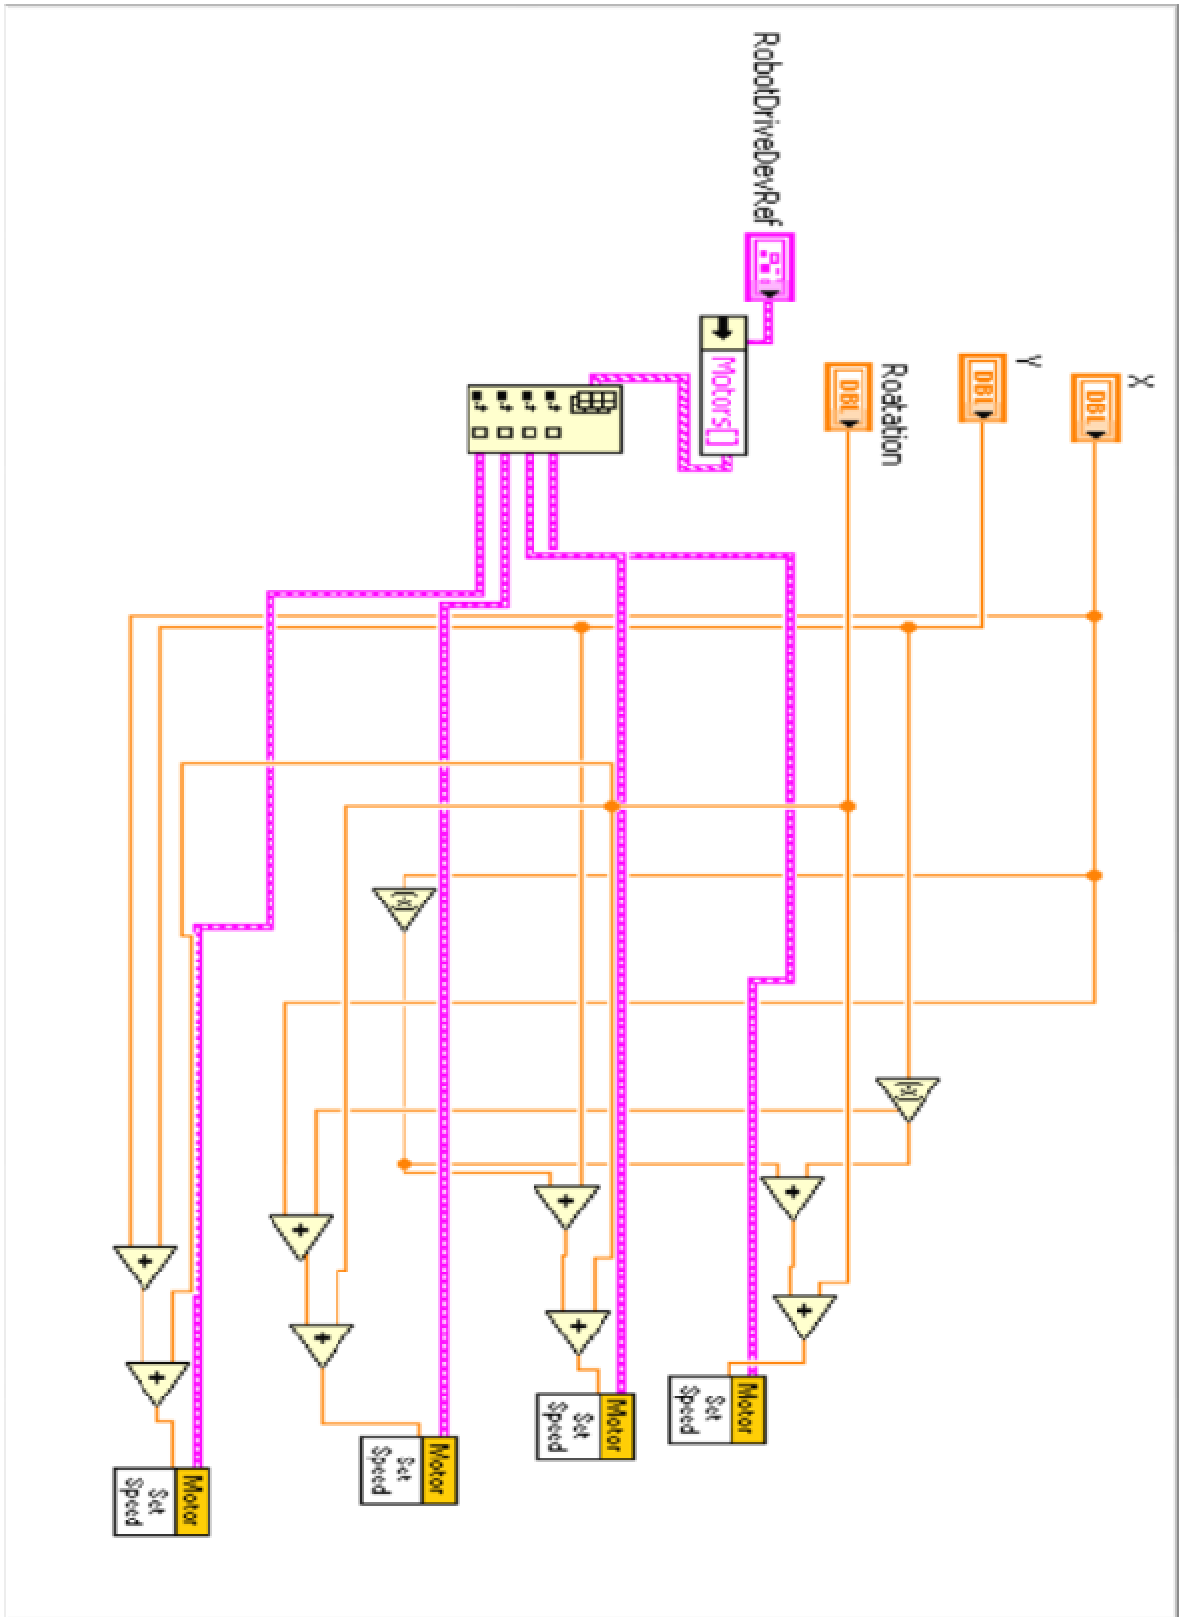 X
DBL
Y
DBL
Roatation
DBL
RobotDriveDevRef
Motors[]
+
+
Motor
Set
Speed
+
+
Motor
Set
Speed
+
+
Motor
Set
Speed
+
+
Motor
Set
Speed